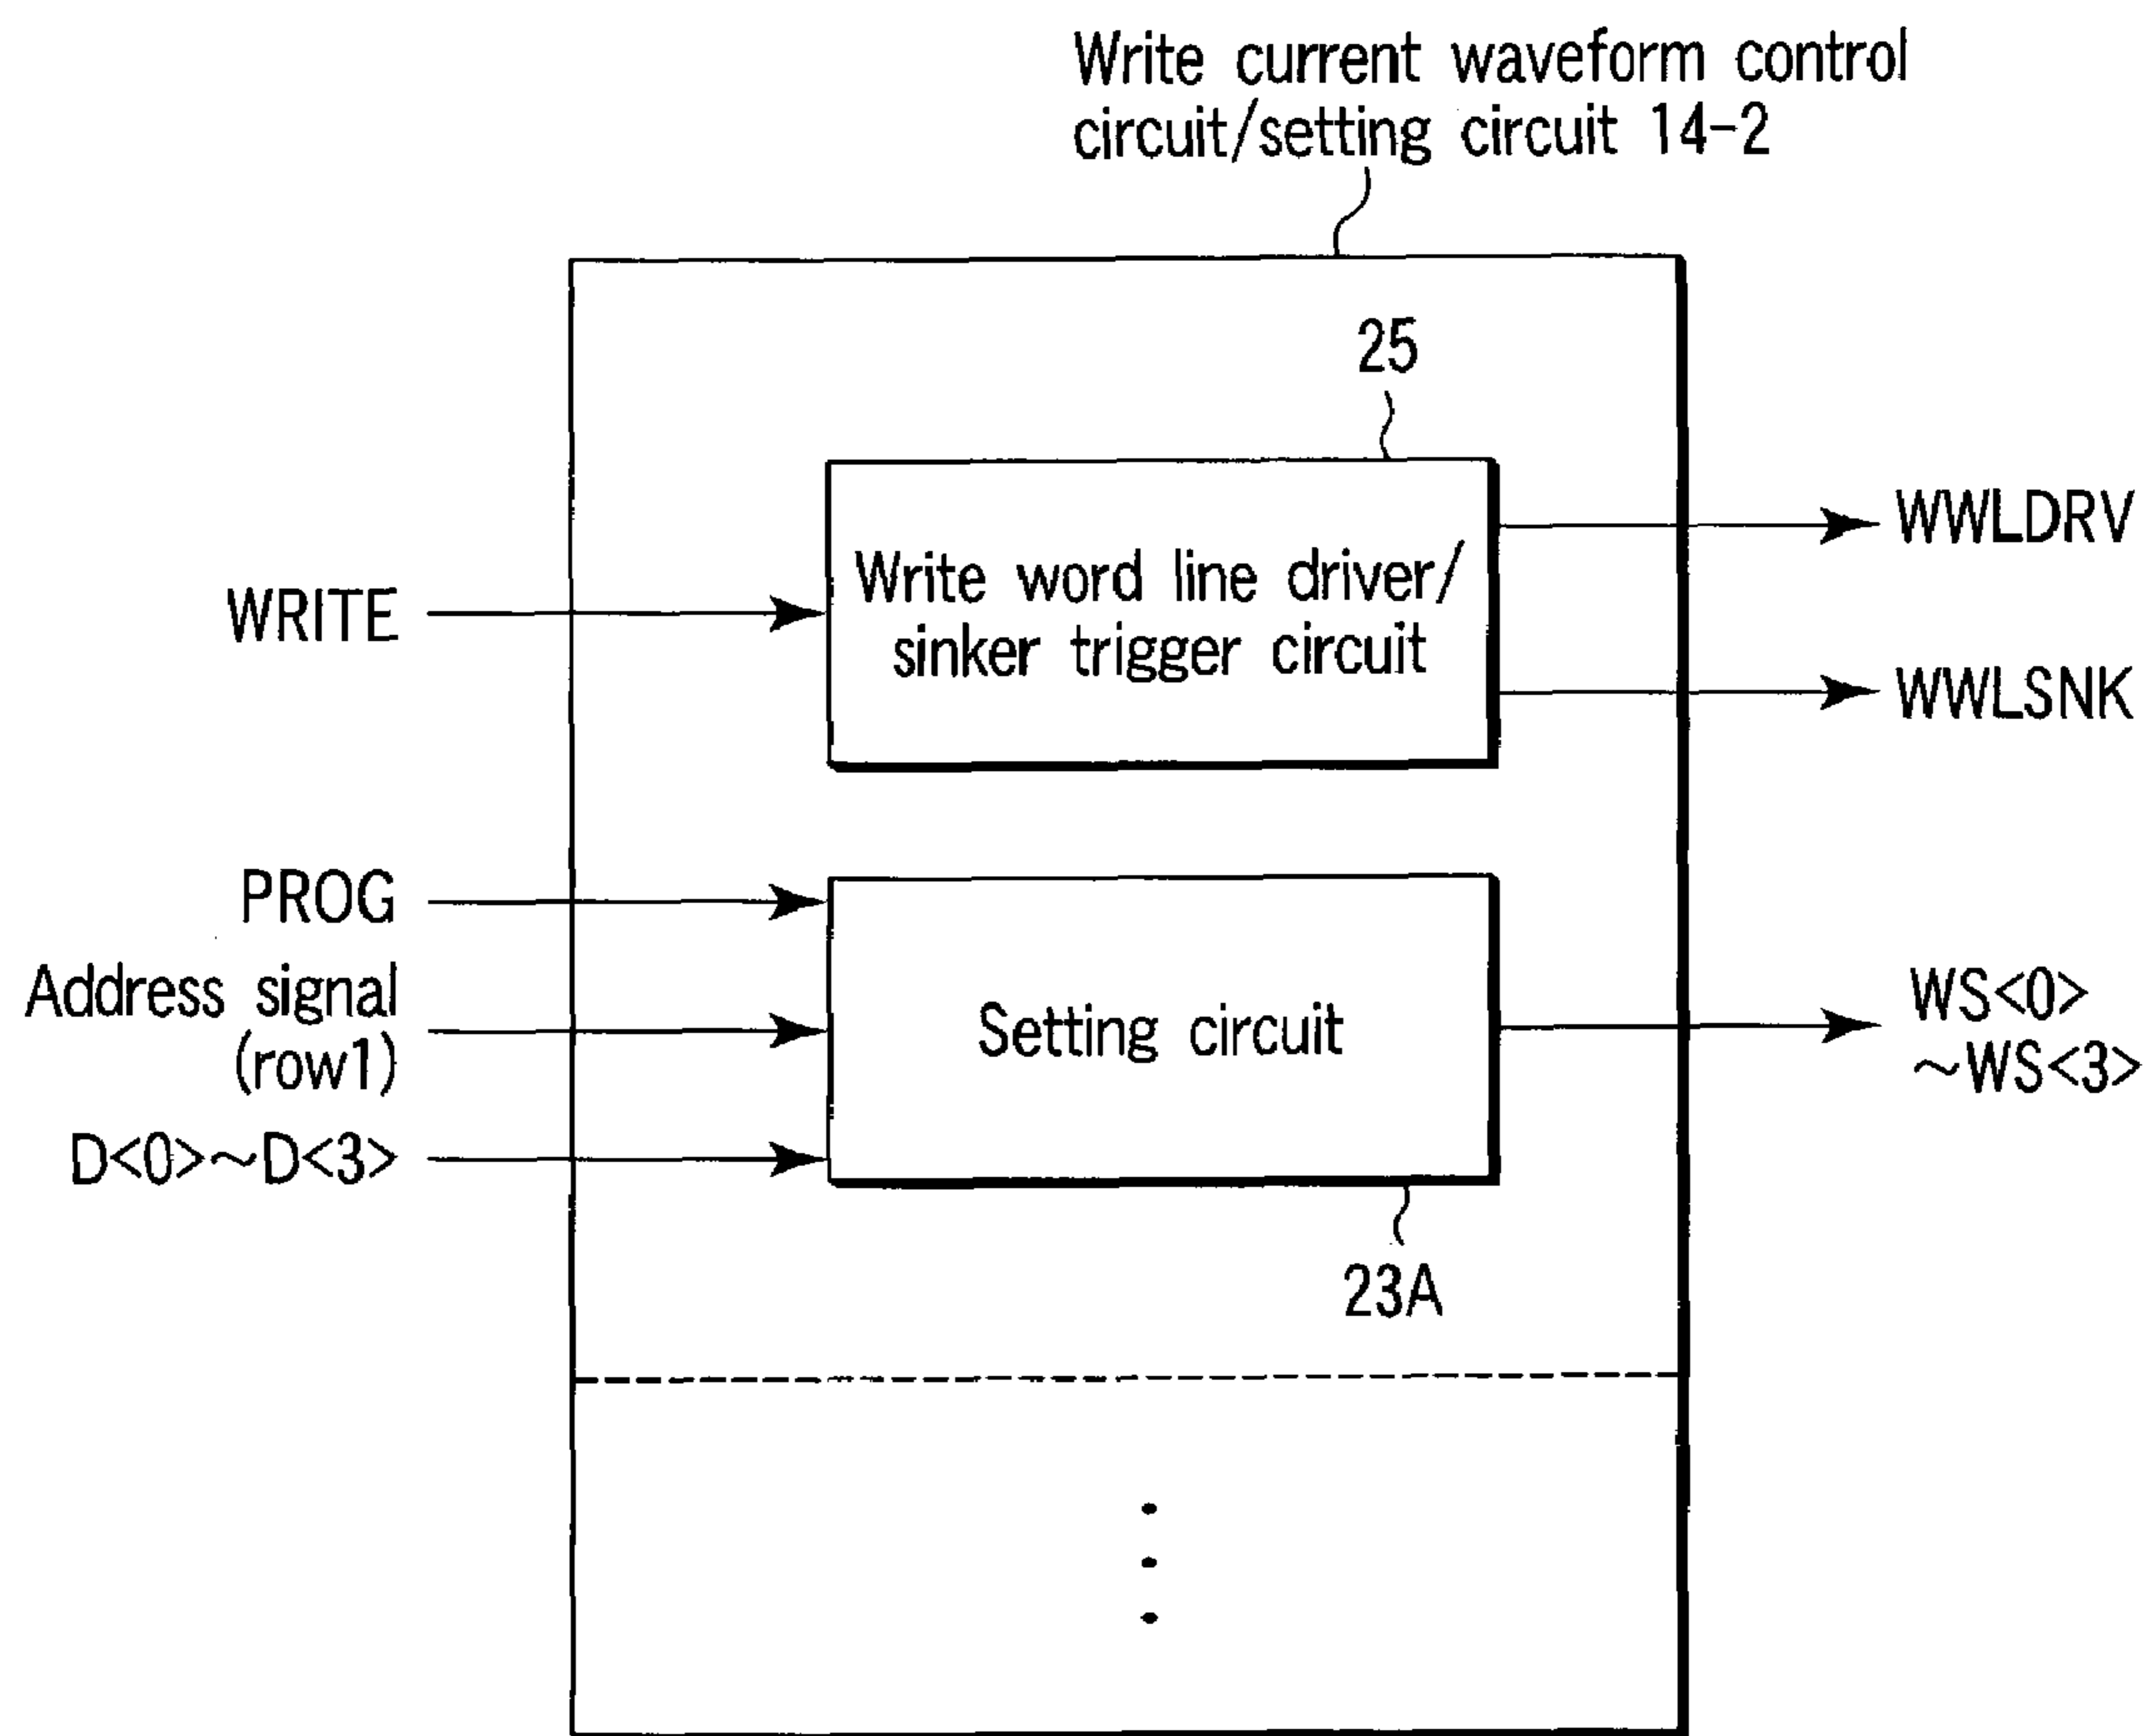 Write current waveform control
circuit/setting circuit 14-2
25
WRITE
Write word line driver/
sinker trigger circuit
WWLDRV
WWLSNK
PROG
Address signal
(row1)
D<0>~D<3>
Setting circuit
WS<0>
~WS<3>
23A